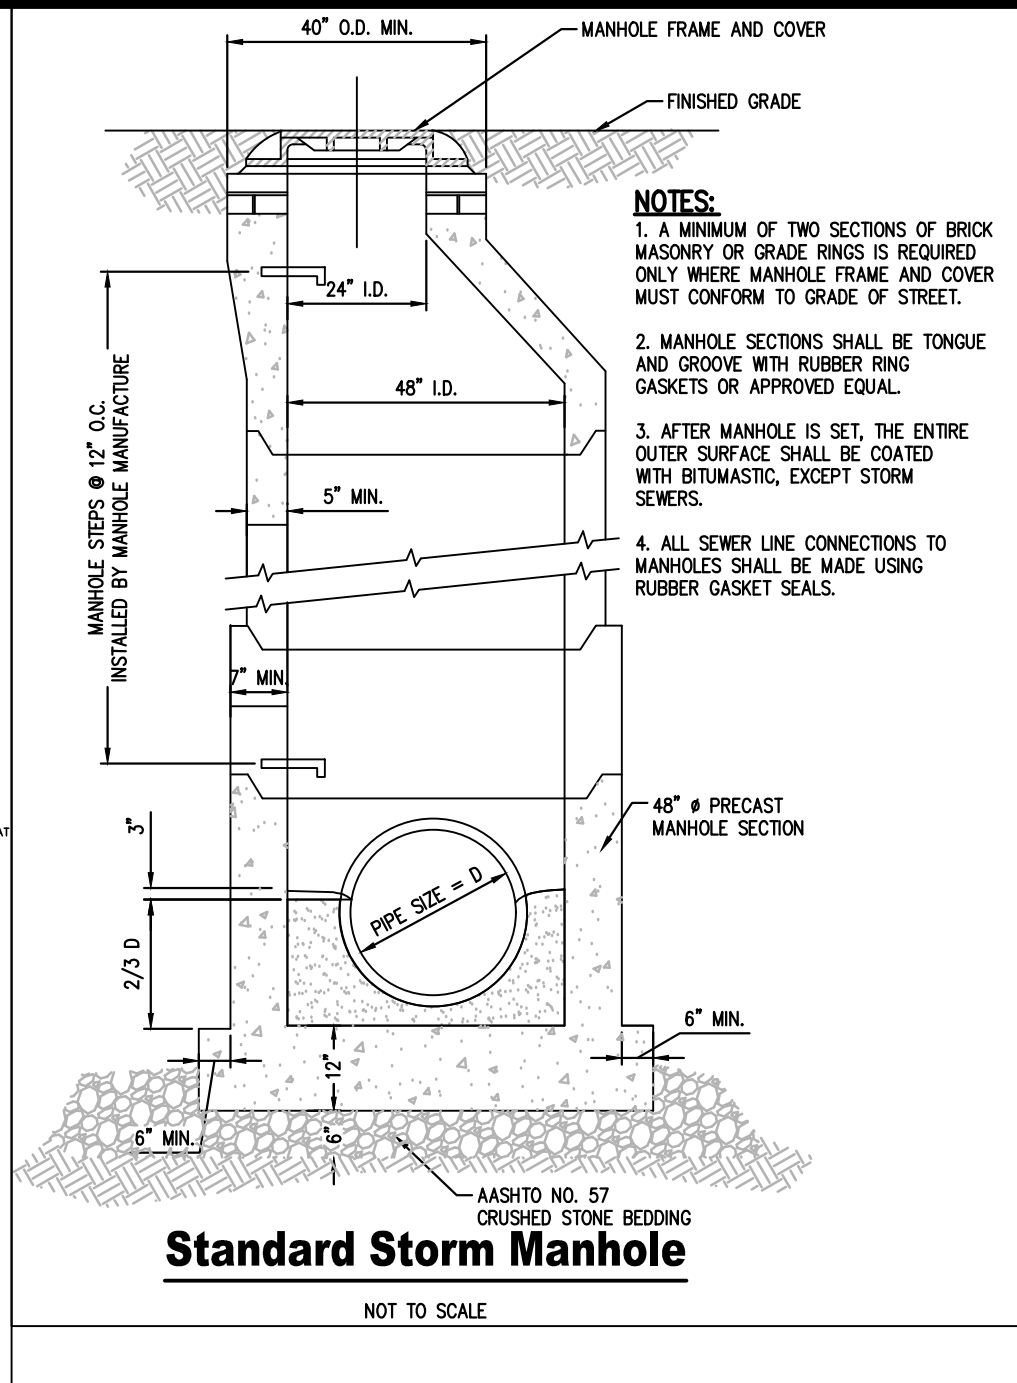 40" O.D. MIN.
MANHOLE FRAME AND COVER
FINISHED GRADE
NOTES:
1. A MINIMUM OF TWO SECTIONS OF BRICK
MASONRY OR GRADE RINGS IS REQUIRED
ONLY WHERE MANHOLE FRAME AND COVER
MUST CONFORM TO GRADE OF STREET.
2. MANHOLE SECTIONS SHALL BE TONGUE
AND GROOVE WITH RUBBER RING
GASKETS OR APPROVED EQUAL.
3. AFTER MANHOLE IS SET, THE ENTIRE
OUTER SURFACE SHALL BE COATED
WITH BITUMASTIC, EXCEPT STORM
SEWERS.
4. ALL SEWER LINE CONNECTIONS TO
MANHOLES SHALL BE MADE USING
RUBBER GASKET SEALS.
24" I.D.
48" I.D.
MANHOLE STEPS @ 12" O.C.
INSTALLED BY MANHOLE MANUFACTURE
5" MIN.
7" MIN.
48" Ø PRECAST
MANHOLE SECTION
3"
AT
PIPE SIZE = D
2/3 D
6" MIN.
12"
6" MIN.
6"
AASHTO NO. 57
CRUSHED STONE BEDDING
Standard Storm Manhole
NOT TO SCALE